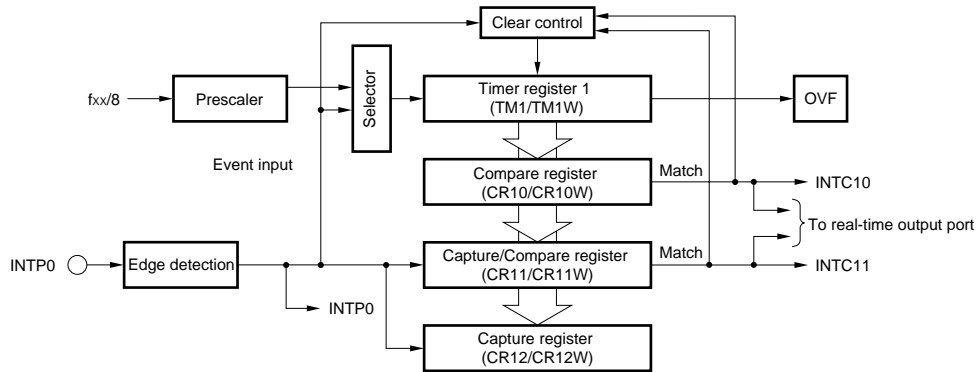 Clear control
fxx/8
Prescaler
Selector
Timer register 1
(TM1/TM1W)
OVF
Event input
Compare register
(CR10/CR10W)
Match
INTC10
To real-time output port
INTP0
Edge detection
Capture/Compare register
(CR11/CR11W)
Match
INTC11
INTP0
Capture register
(CR12/CR12W)